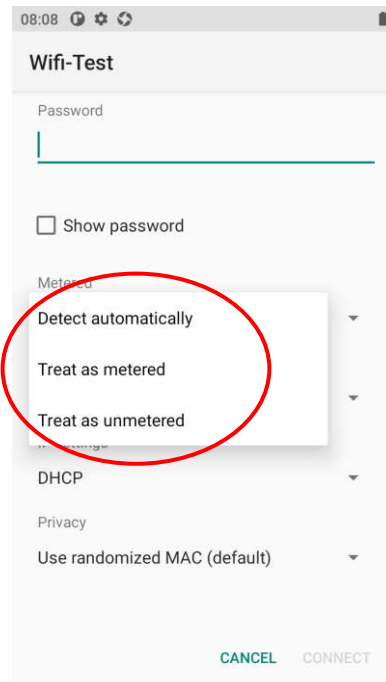 08:08
Wifi-Test
Password
Show password
Metered
Detect automatically
Treat as metered
Treat as unmetered
DHCP
Privacy
Use randomized MAC (default)
CANCEL CONNECT